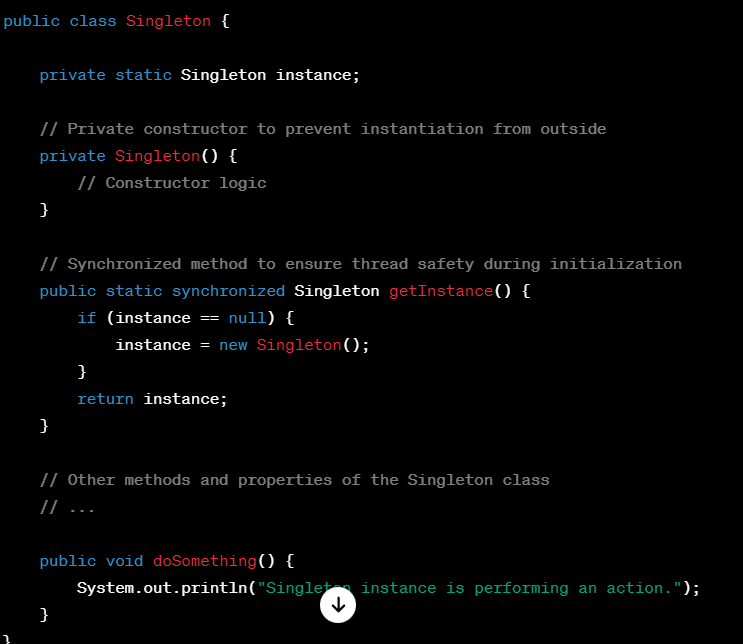 public class Singleton {
private static Singleton instance;
// Private constructor to prevent instantiation from outside
private Singleton() {
// Constructor logic
}
// Synchronized method to ensure thread safety during initialization
public static synchronized Singleton getInstance() {
if (instance == null) {
instance = new Singleton();
}
return instance;
}
// Other methods and properties of the Singleton class
// ...
public void doSomething() {
System.out.println("Singleton instance is performing an action.");
}
}